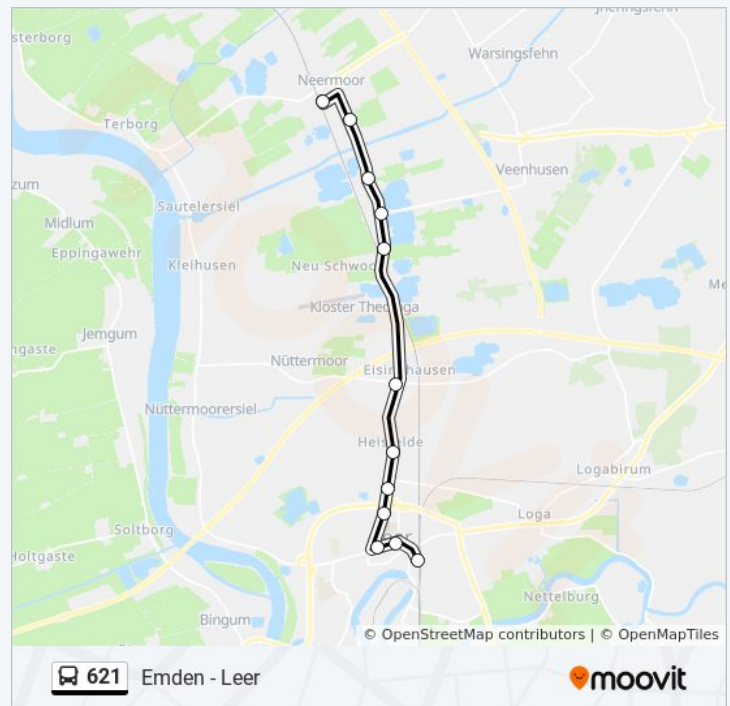 Jheringsfehn
sterborg
Warsingsfehn
Neermoor
Terborg
Veenhusen
zum
Sautelersiel
Midlum
Eppingawehr
Kleihusen
Neu Schwoo
Me
Kloster Thedinga
Jemgum
ngaste
Nüttermoor
Eisinghausen
Nüttermoorersiel
Heisfelde
Logabirum
Loga
Soltborg
Holtgaste
Nettelburg
Bingum
© OpenStreetMap contributors | © OpenMapTiles
621 Emden - Leer
moovit